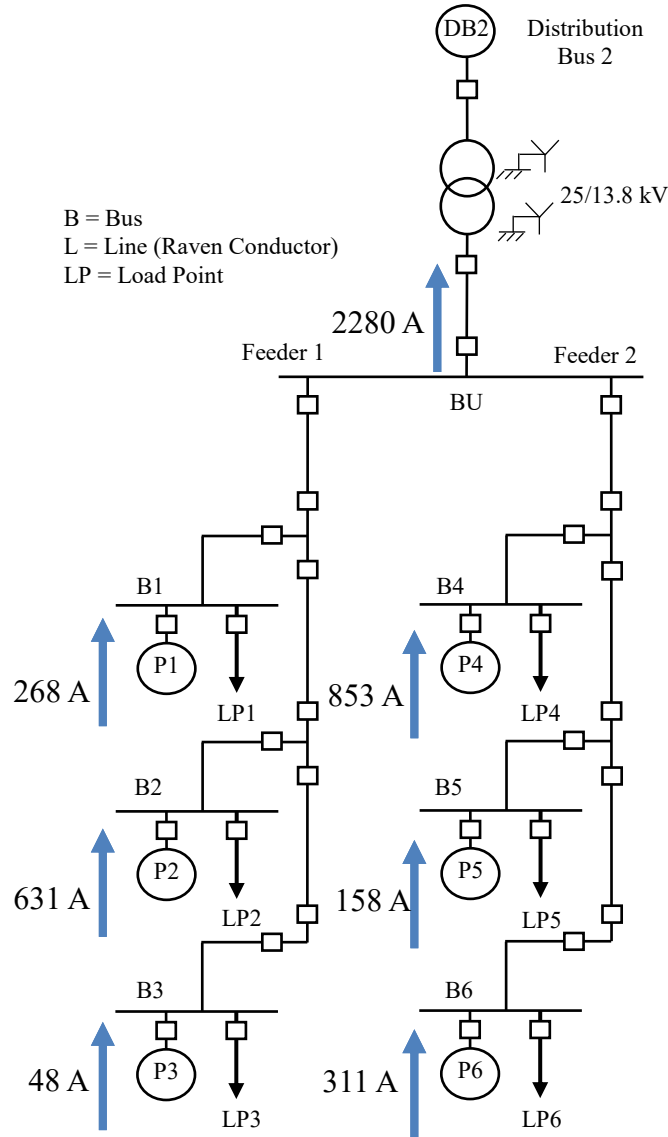 DB2
Distribution
Bus 2
25/13.8 kV
B = Bus
L = Line (Raven Conductor)
LP = Load Point
2280 A
Feeder 1
Feeder 2
BU
B1
B4
P1
P4
268 A
LP1
853 A
LP4
B2
B5
P2
P5
631 A
LP2
158 A
LP5
B3
B6
P3
P6
48 A
LP3
311 A
LP6